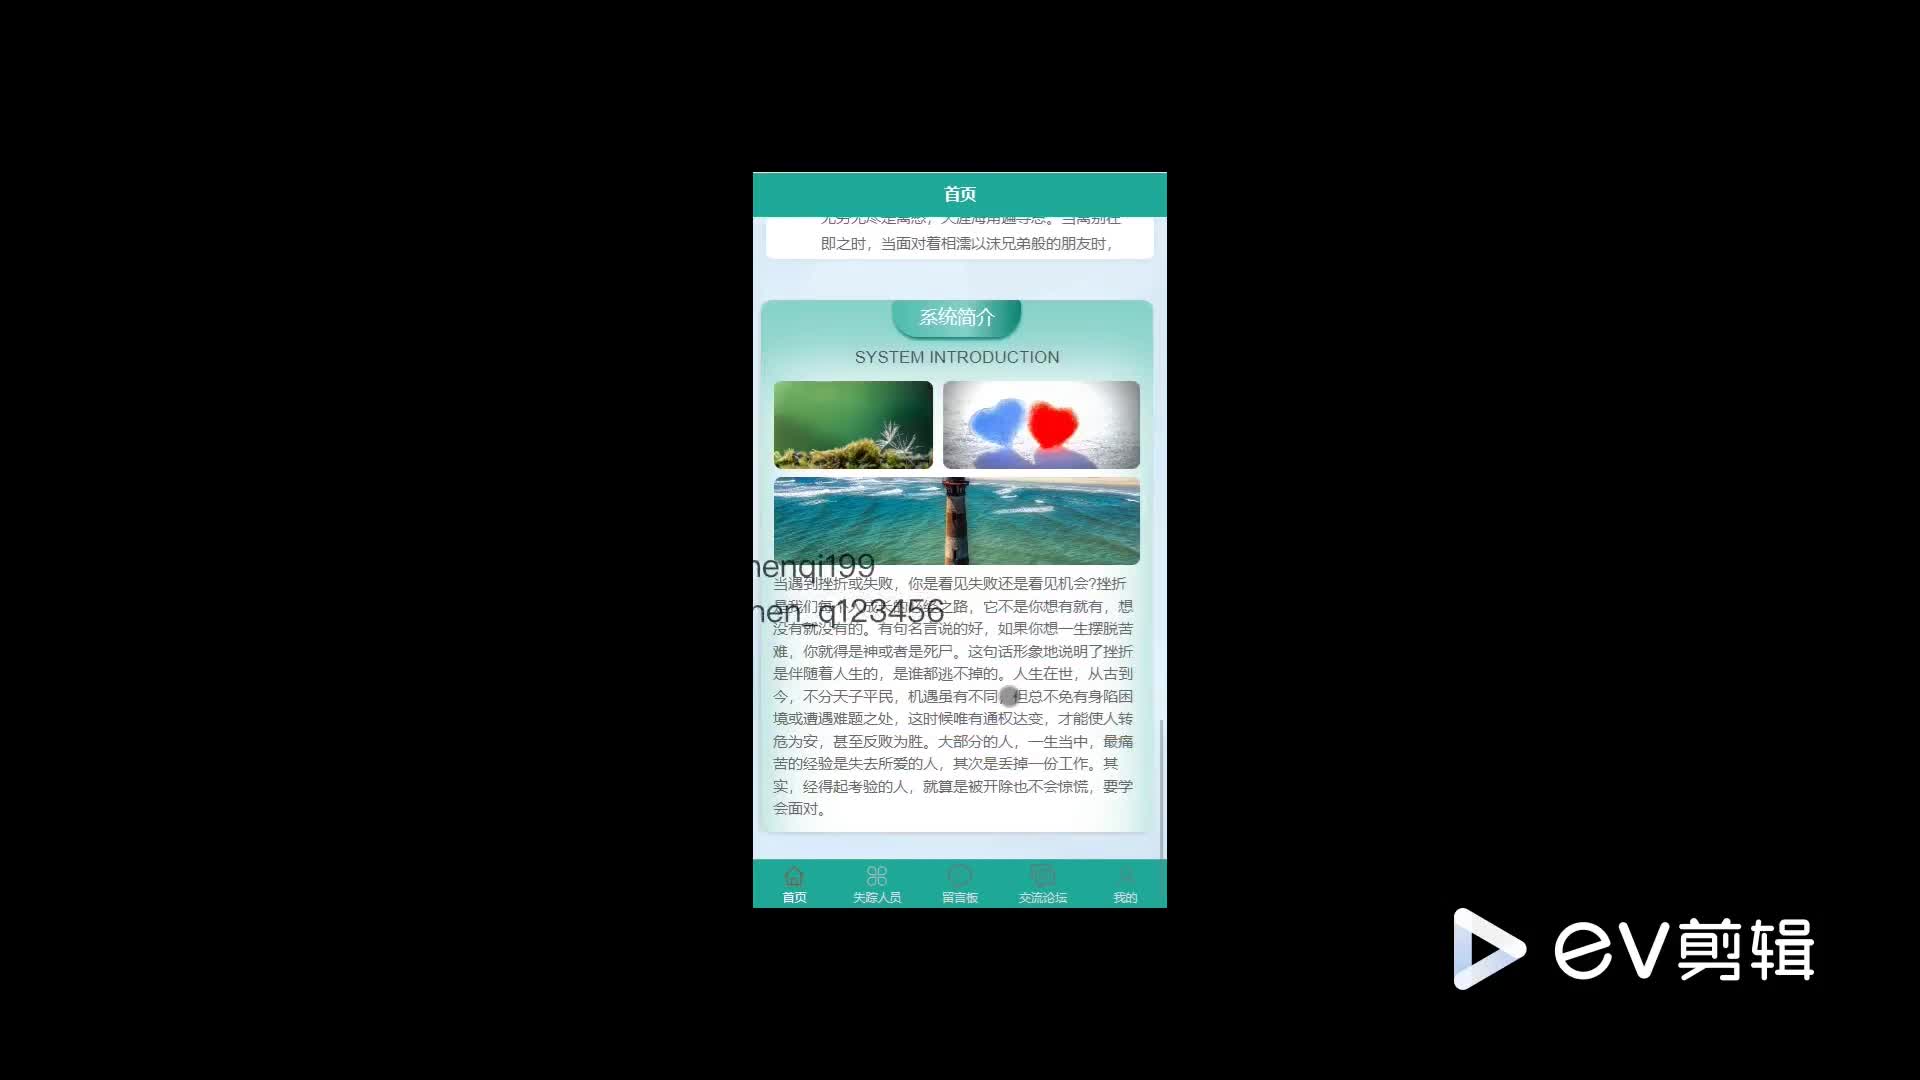 首页
即之时，当面对着相濡以沫兄弟般的朋友时，
系统简介
SYSTEM INTRODUCTION
henqi199
当遇到挫折或失败，你是看见失败还是看见机会?挫折
是我们每个人成长的必经之路，它不是你想有就有，想
hen_q123456
没有就没有的。有句名言说的好，如果你想一生摆脱苦
难，你就得是神或者是死尸。这句话形象地说明了挫折
是伴随着人生的，是谁都逃不掉的。人生在世，从古到
今，不分天子平民，机遇虽有不同，但总不免有身陷困
境或遭遇难题之处，这时候唯有通权达变，才能使人转
危为安，甚至反败为胜。大部分的人，一生当中，最痛
苦的经验是失去所爱的人，其次是丢掉一份工作。其
实，经得起考验的人，就算是被开除也不会惊慌，要学
会面对。
首页
失踪人员
留言板
交流论坛
我的
ev剪辑